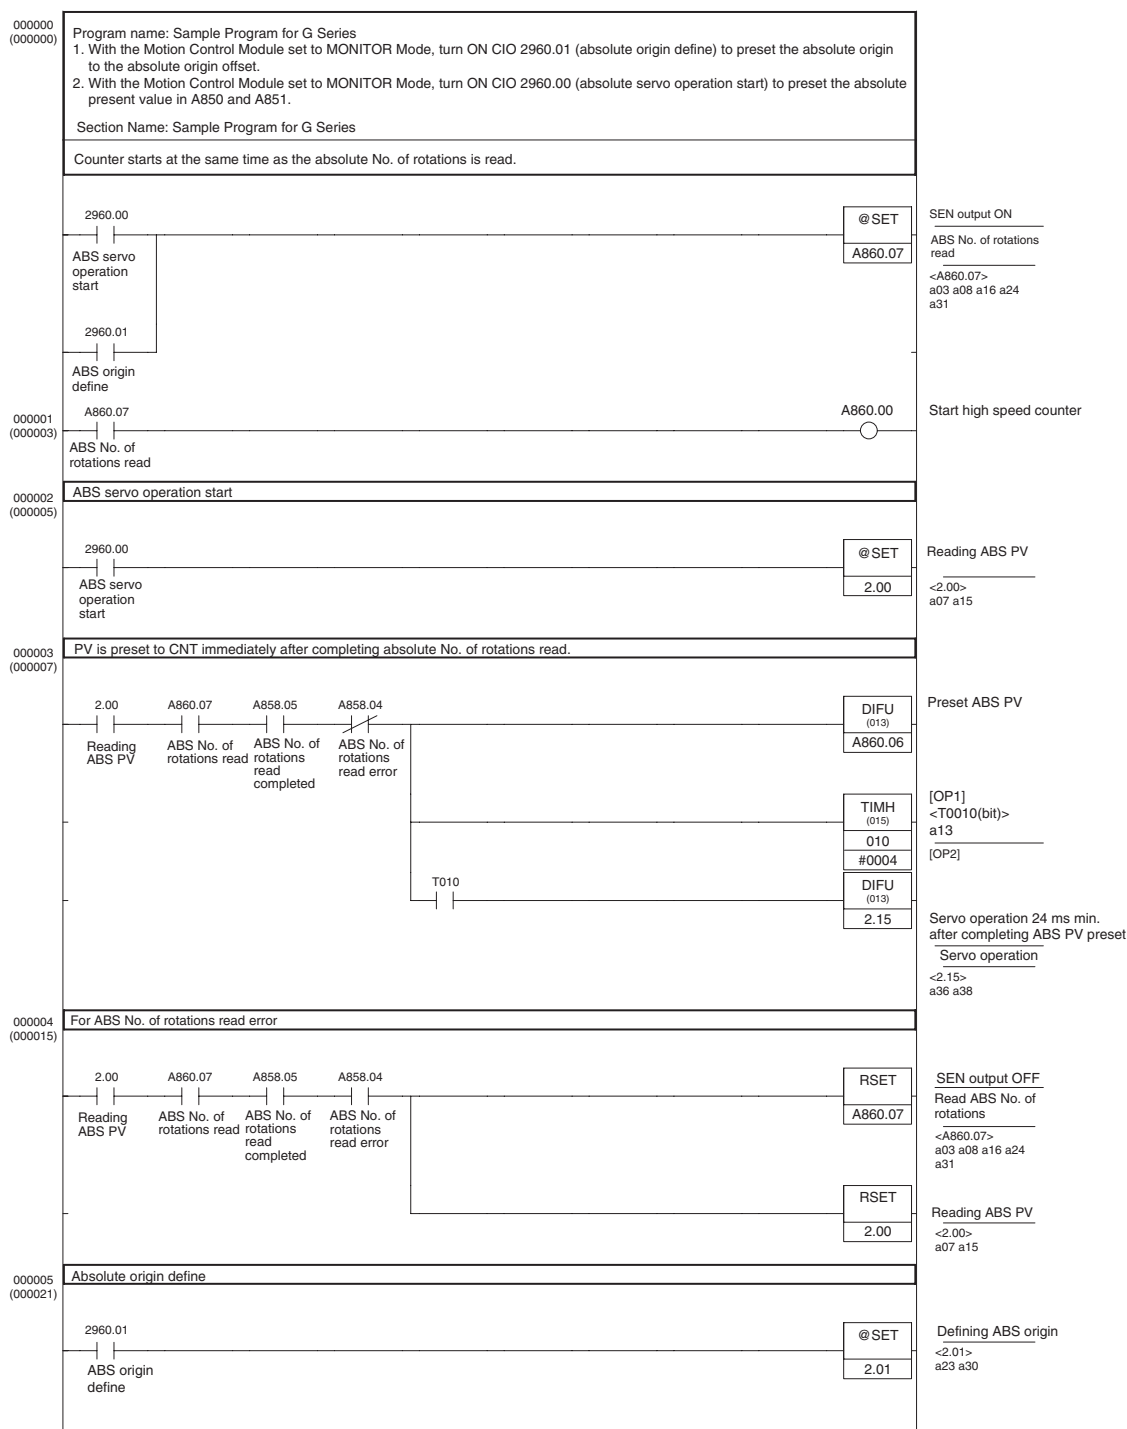 000000
(000000)
Program name: Sample Program for G Series
1. With the Motion Control Module set to MONITOR Mode, turn ON CIO 2960.01 (absolute origin define) to preset the absolute origin
to the absolute origin offset.
2. With the Motion Control Module set to MONITOR Mode, turn ON CIO 2960.00 (absolute servo operation start) to preset the absolute
present value in A850 and A851.
Section Name: Sample Program for G Series
Counter starts at the same time as the absolute No. of rotations is read.
2960.00
ABS servo
operation
start
@SET
A860.07
SEN output ON
ABS No. of rotations
read
<A860.07>
a03 a08 a16 a24
a31
2960.01
ABS origin
define
000001
(000003)
A860.07
ABS No. of
rotations read
A860.00
Start high speed counter
000002
(000005)
ABS servo operation start
2960.00
ABS servo
operation
start
@SET
2.00
Reading ABS PV
<2.00>
a07 a15
000003
(000007)
PV is preset to CNT immediately after completing absolute No. of rotations read.
2.00
Reading
ABS PV
A860.07
ABS No. of
rotations read
A858.05
ABS No. of
rotations
read
completed
A858.04
ABS No. of
rotations
read error
DIFU
(013)
A860.06
Preset ABS PV
TIMH
(015)
010
#0004
[OP1]
<T0010(bit)>
a13
[OP2]
T010
DIFU
(013)
2.15
Servo operation 24 ms min.
after completing ABS PV preset
Servo operation
<2.15>
a36 a38
000004
(000015)
For ABS No. of rotations read error
2.00
Reading
ABS PV
A860.07
ABS No. of
rotations read
A858.05
ABS No. of
rotations
read
completed
A858.04
ABS No. of
rotations
read error
RSET
A860.07
SEN output OFF
Read ABS No. of
rotations
<A860.07>
a03 a08 a16 a24
a31
RSET
2.00
Reading ABS PV
<2.00>
a07 a15
000005
(000021)
Absolute origin define
2960.01
ABS origin
define
@SET
2.01
Defining ABS origin
<2.01>
a23 a30